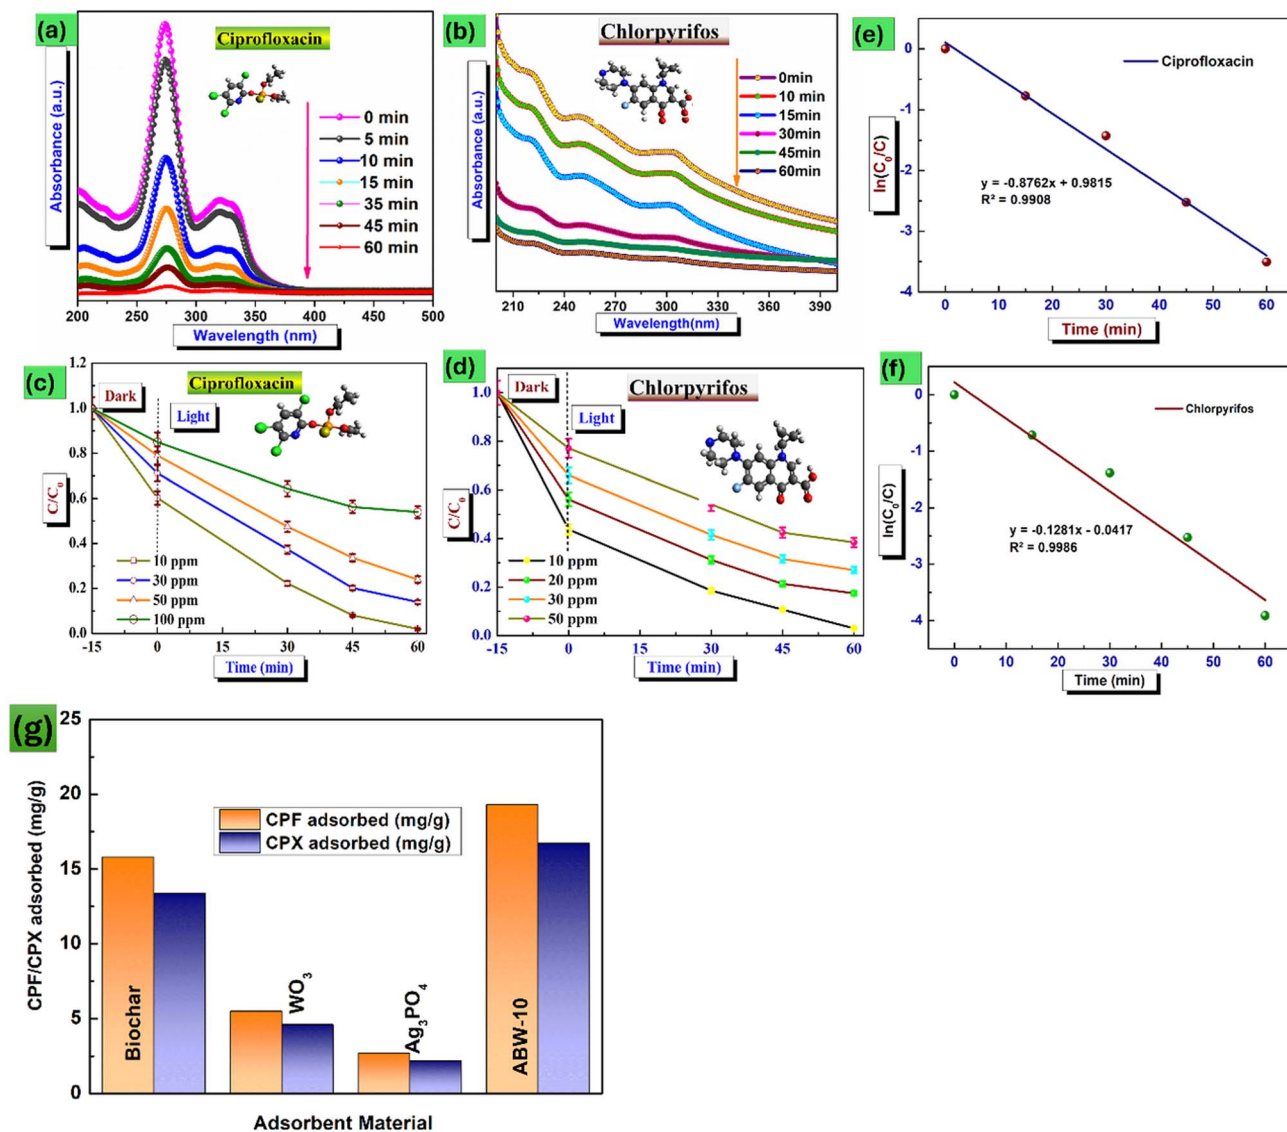 (a)
Ciprofloxacin
0 min
5 min
10 min
15 min
35 min
45 min
60 min
Absorbance (a.u.)
200 250 300 350 400 450 500
Wavelength (nm)
(b)
Chlorpyrifos
0min
10 min
15min
30min
45min
60min
Absorbance (a.u.)
210 240 270 300 330 360 390
Wavelength(nm)
(e)
Ciprofloxacin
y = -0.8762x + 0.9815
R² = 0.9908
ln(C₀/C)
0
-1
-2
-3
-4
0 10 20 30 40 50 60
Time (min)
(c)
Ciprofloxacin
Dark
Light
C/C₀
1.2
1.0
0.8
0.6
0.4
0.2
0.0
10 ppm
30 ppm
50 ppm
100 ppm
-15 0 15 30 45 60
Time (min)
(d)
Chlorpyrifos
Dark
Light
C/C₀
1.0
0.8
0.6
0.4
0.2
0.0
10 ppm
20 ppm
30 ppm
50 ppm
-15 0 15 30 45 60
Time (min)
(f)
Chlorpyrifos
y = -0.1281x - 0.0417
R² = 0.9986
ln(C₀/C)
0
-1
-2
-3
-4
0 10 20 30 40 50 60
Time (min)
(g)
CPF/CPX adsorbed (mg/g)
25
20
15
10
5
0
CPF adsorbed (mg/g)
CPX adsorbed (mg/g)
Biochar
WO₃
Ag₃PO₄
ABW-10
Adsorbent Material